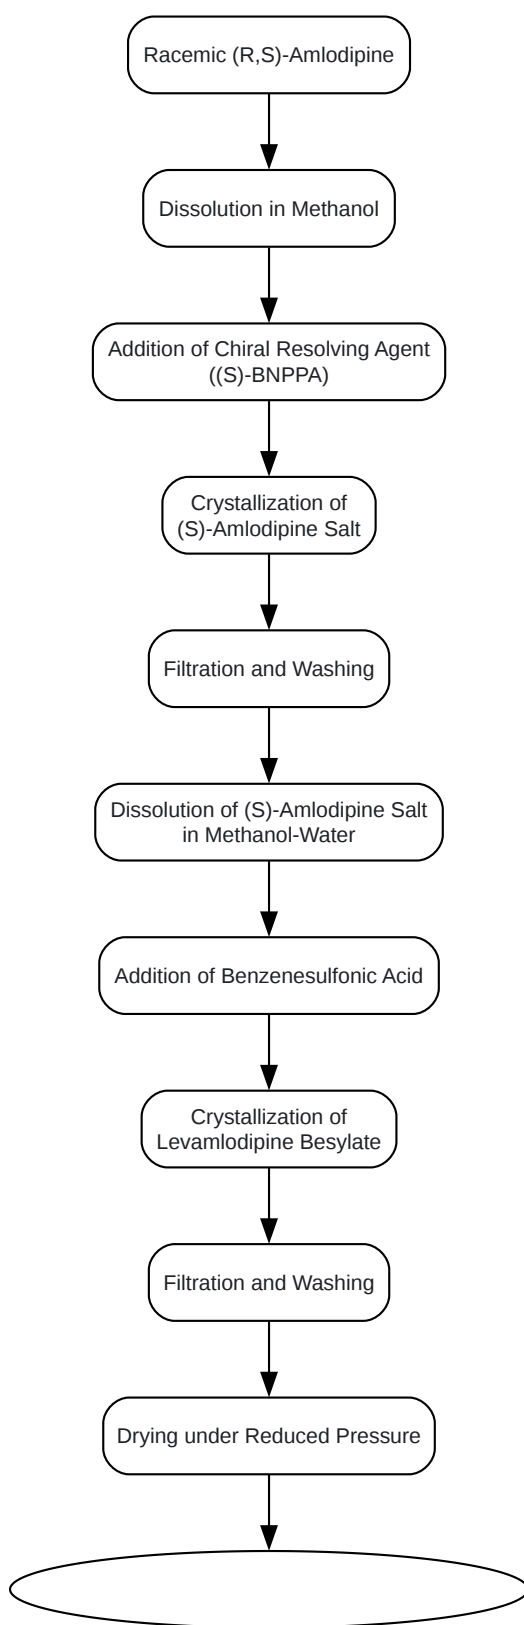 Racemic (R,S)-Amlodipine
Dissolution in Methanol
Addition of Chiral Resolving Agent
((S)-BNPPA)
Crystallization of
(S)-Amlodipine Salt
Filtration and Washing
Dissolution of (S)-Amlodipine Salt
in Methanol-Water
Addition of Benzenesulfonic Acid
Crystallization of
Levamlodipine Besylate
Filtration and Washing
Drying under Reduced Pressure